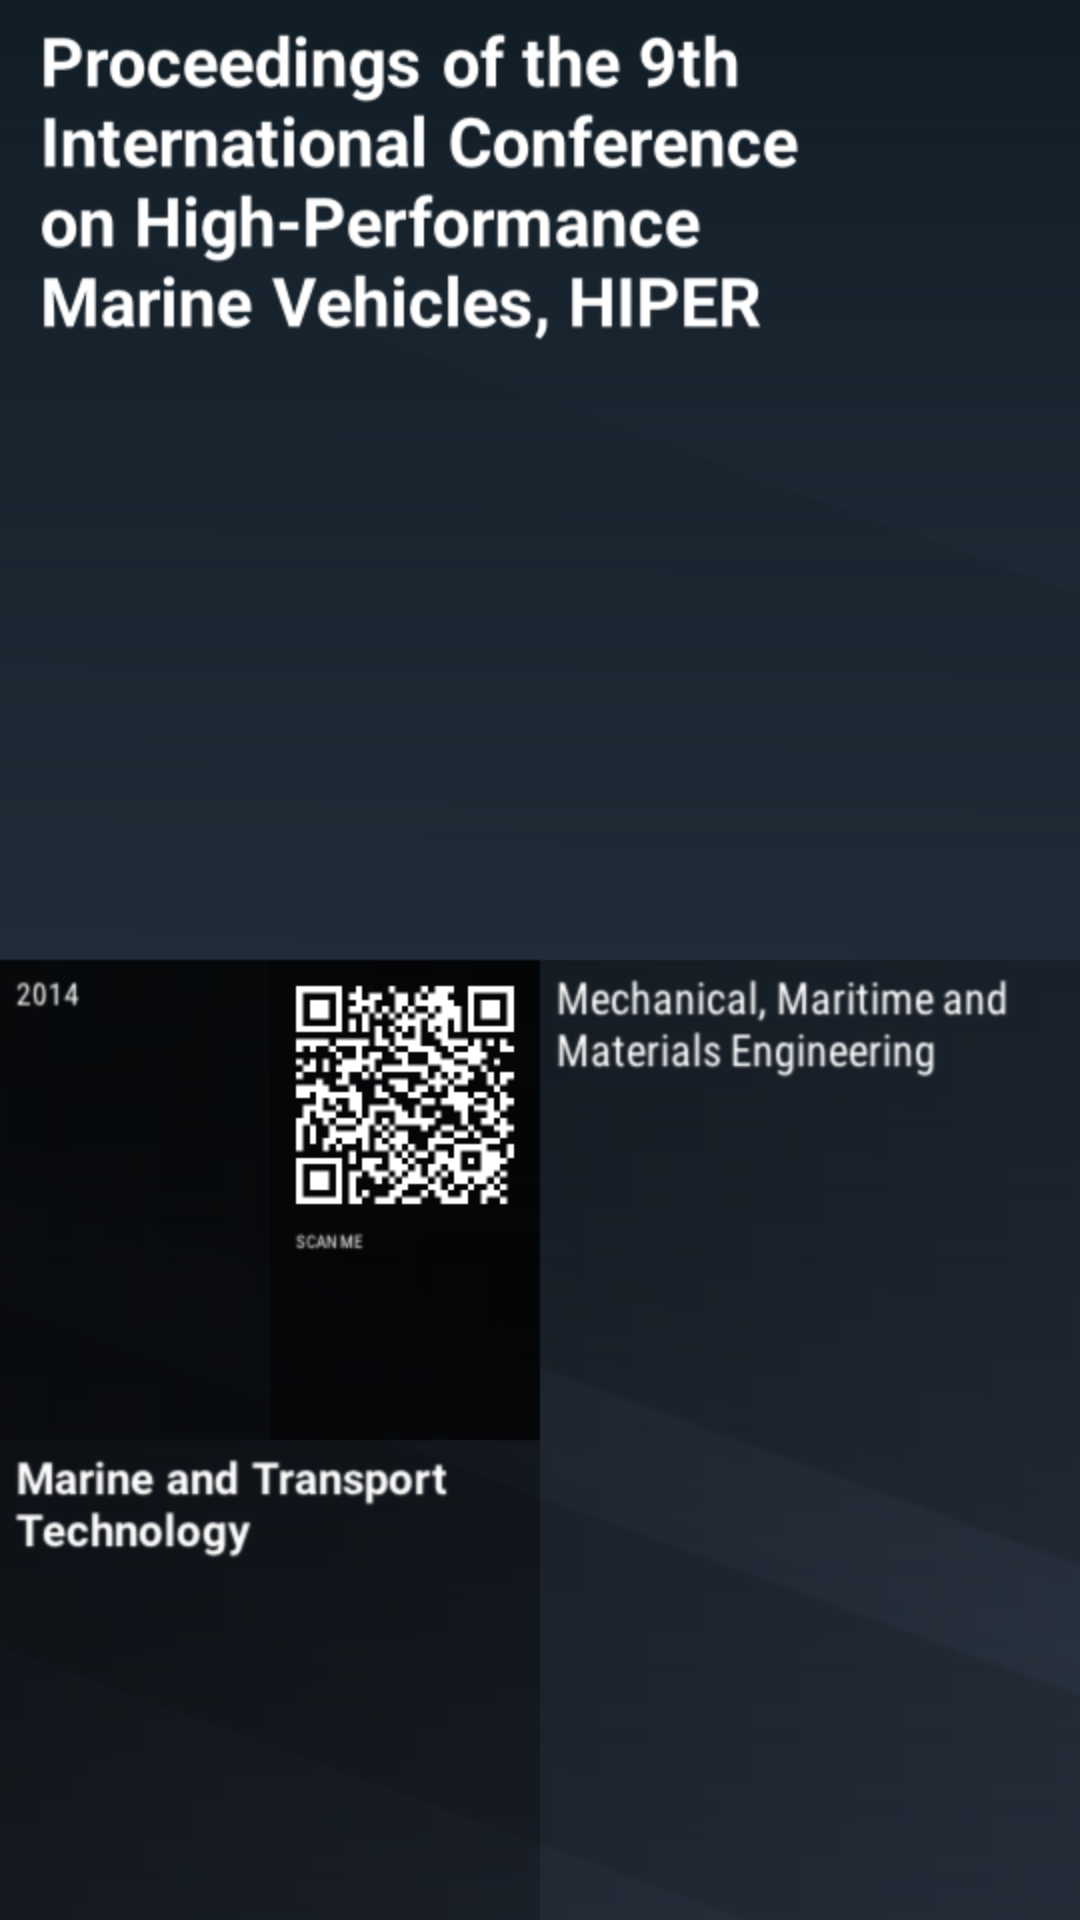 Proceedings of the 9th
International Conference
on High-Performance
Marine Vehicles, HIPER
2014
SCAN ME
Mechanical, Maritime and
Materials Engineering
Marine and Transport
Technology